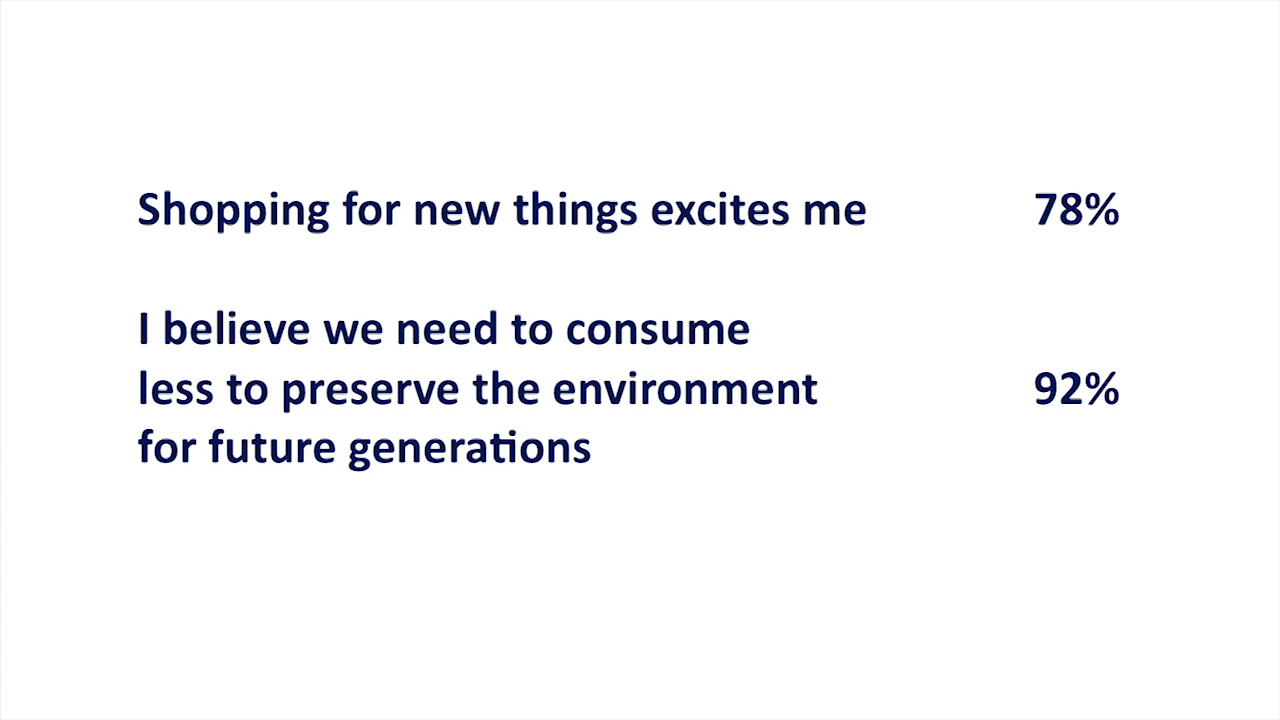 Shopping for new things excites me 78%
I believe we need to consume
less to preserve the environment 92%
for future generations